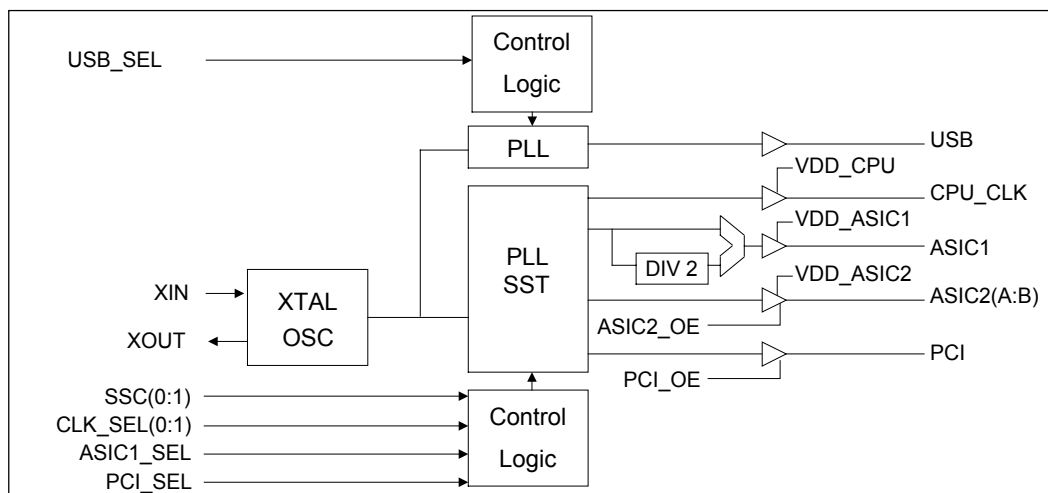 USB_SEL
Control
Logic
PLL
USB
VDD_CPU
CPU_CLK
VDD_ASIC1
ASIC1
PLL
SST
DIV 2
VDD_ASIC2
ASIC2(A:B)
ASIC2_OE
PCI
PCI_OE
XIN
XOUT
XTAL
OSC
SSC(0:1)
CLK_SEL(0:1)
ASIC1_SEL
PCI_SEL
Control
Logic